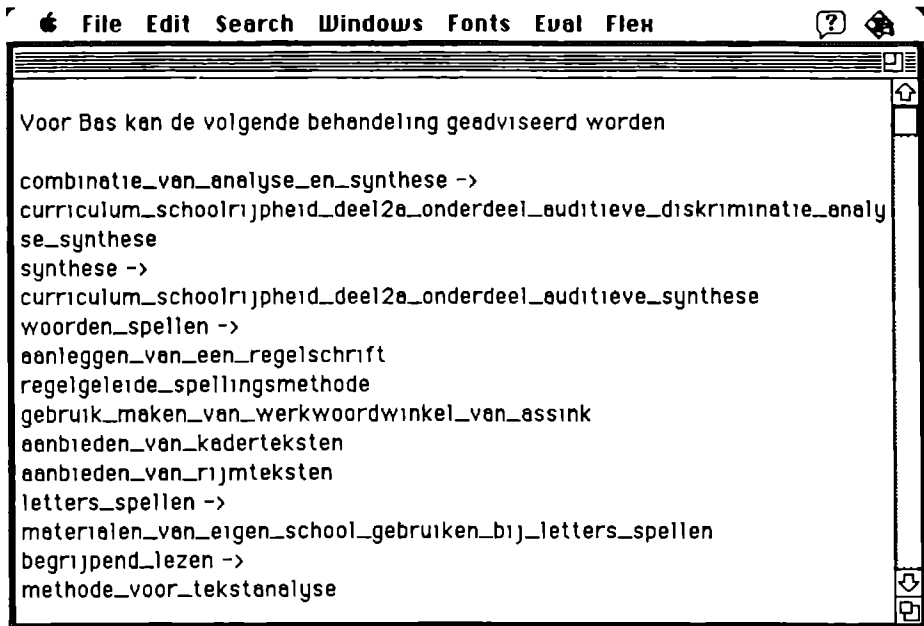 File Edit Search Windows Fonts Eval Flex
Voor Bas kan de volgende behandeling geadviseerd worden
combinatie_van_analyse_en_synthese ->
curriculum_schoolrijpheid_deel2a_onderdeel_auditieve_diskriminatie_analy
se_synthese
synthese ->
curriculum_schoolrijpheid_deel2a_onderdeel_auditieve_synthese
woorden_spellen ->
aanleggen_van_een_regelschrift
regelgeleide_spellingsmethode
gebruik_maken_van_werkwoordwinkel_van_assink
aanbieden_van_kaderteksten
aanbieden_van_rijmteksten
letters_spellen ->
materialen_van_eigen_school_gebruiken_bij_letters_spellen
begrijpend_lezen ->
methode_voor_tekstanalyse